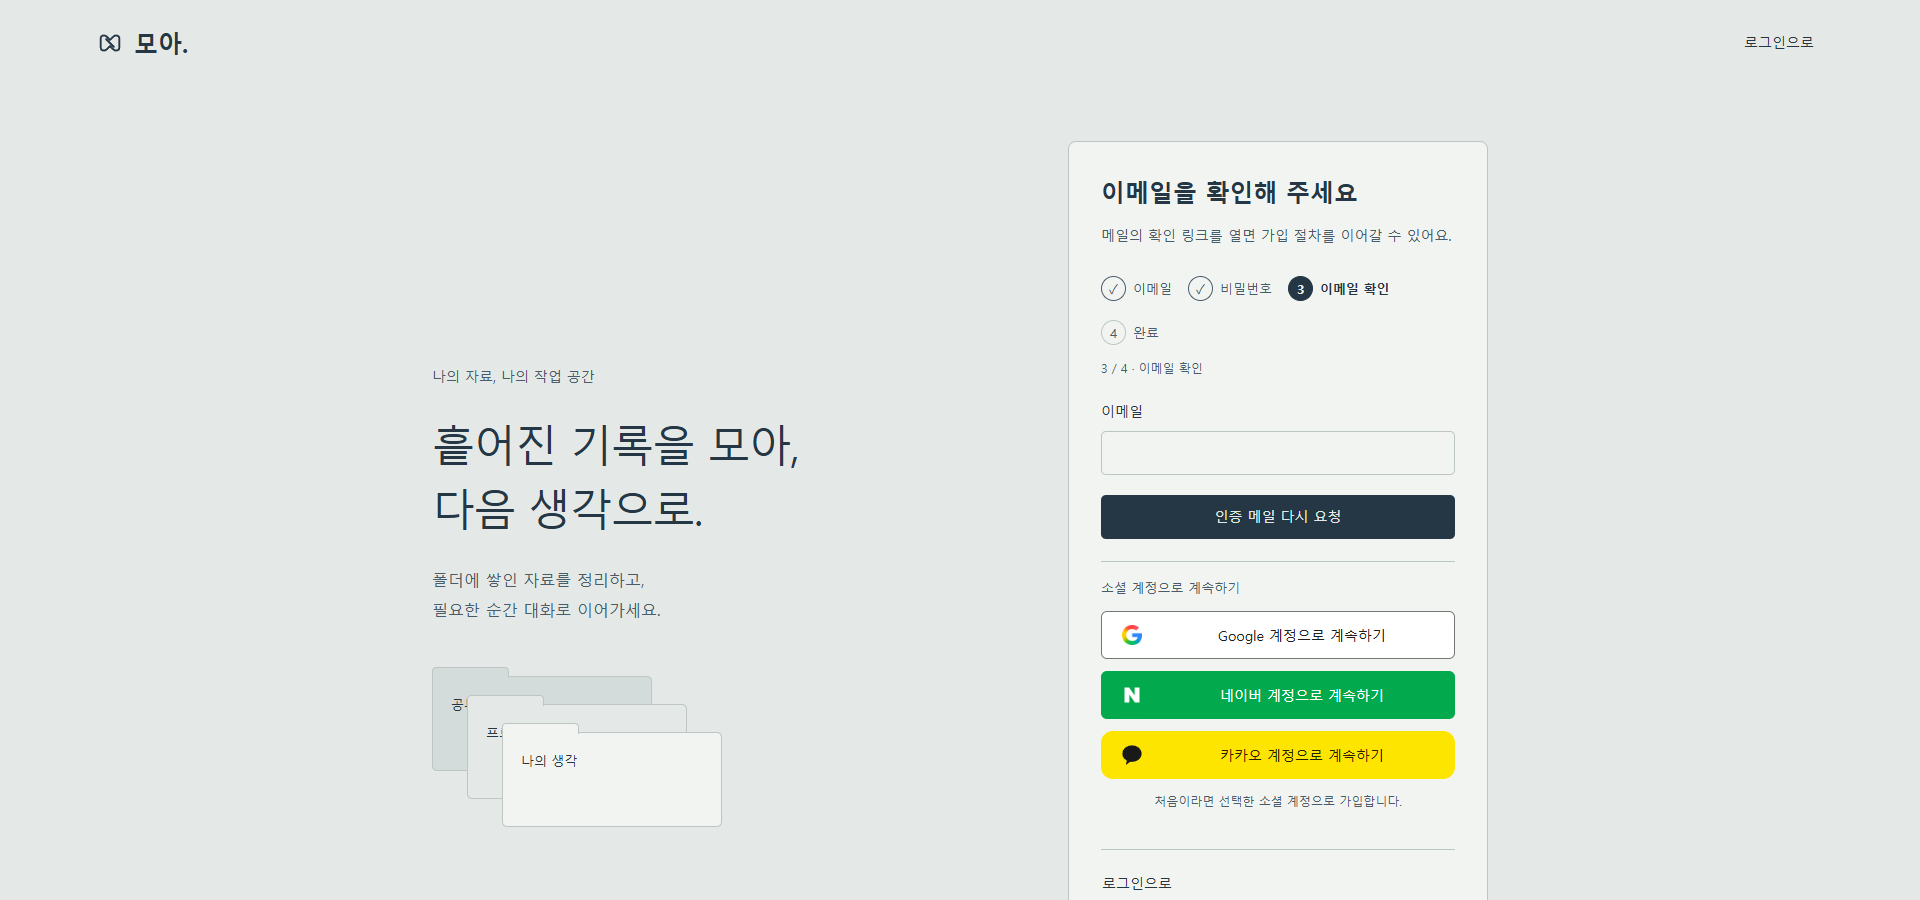 모아.
로그인으로
나의 자료, 나의 작업 공간
흩어진 기록을 모아,
다음 생각으로.
폴더에 쌓인 자료를 정리하고,
필요한 순간 대화로 이어가세요.
나의 생각
이메일을 확인해 주세요
메일의 확인 링크를 열면 가입 절차를 이어갈 수 있어요.
✓ 이메일 ✓ 비밀번호 3 이메일 확인
4 완료
3 / 4 · 이메일 확인
이메일
인증 메일 다시 요청
소셜 계정으로 계속하기
Google 계정으로 계속하기
네이버 계정으로 계속하기
카카오 계정으로 계속하기
처음이라면 선택한 소셜 계정으로 가입합니다.
로그인으로